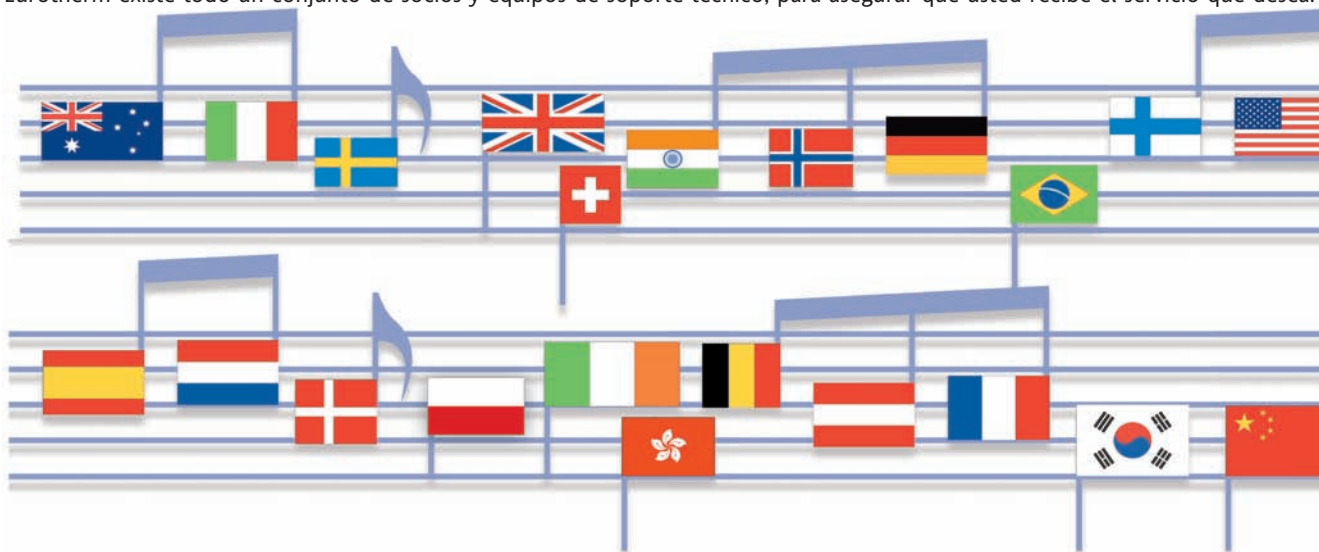 Eurotherm existe todo un conjunto de socios y equipos de soporte técnico, para asegurar que usted recibe el servicio que desea.